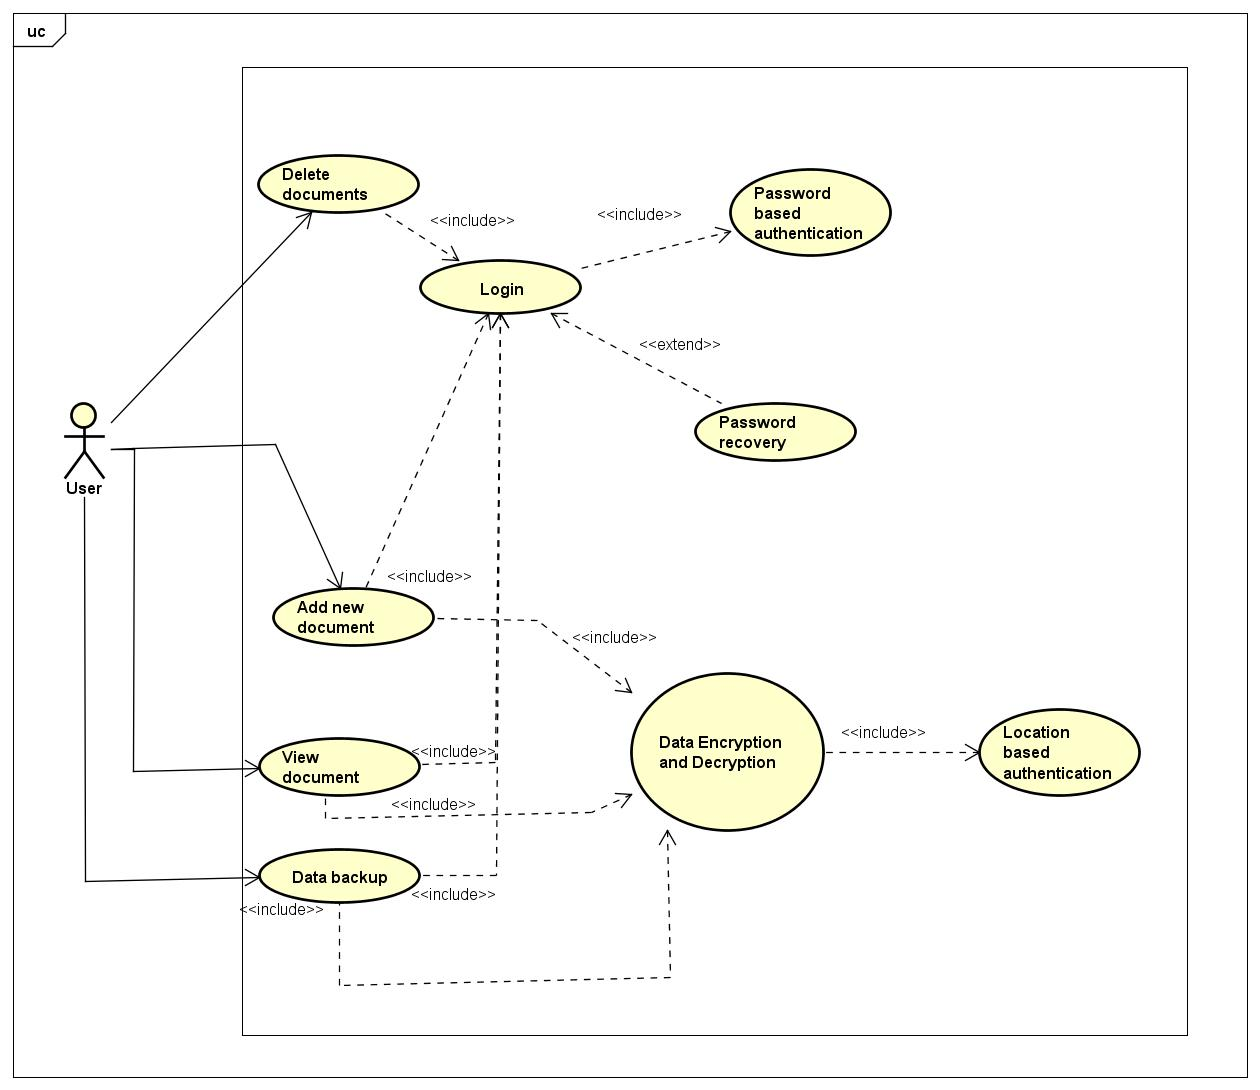 uc
Delete
documents
<<include>>
<<include>>
Password
based
authentication
Login
<<extend>>
Password
recovery
User
<<include>>
Add new
document
<<include>>
Data Encryption
and Decryption
<<include>>
Location
based
authentication
View
document
<<include>>
<<include>>
Data backup
<<include>>
<<include>>